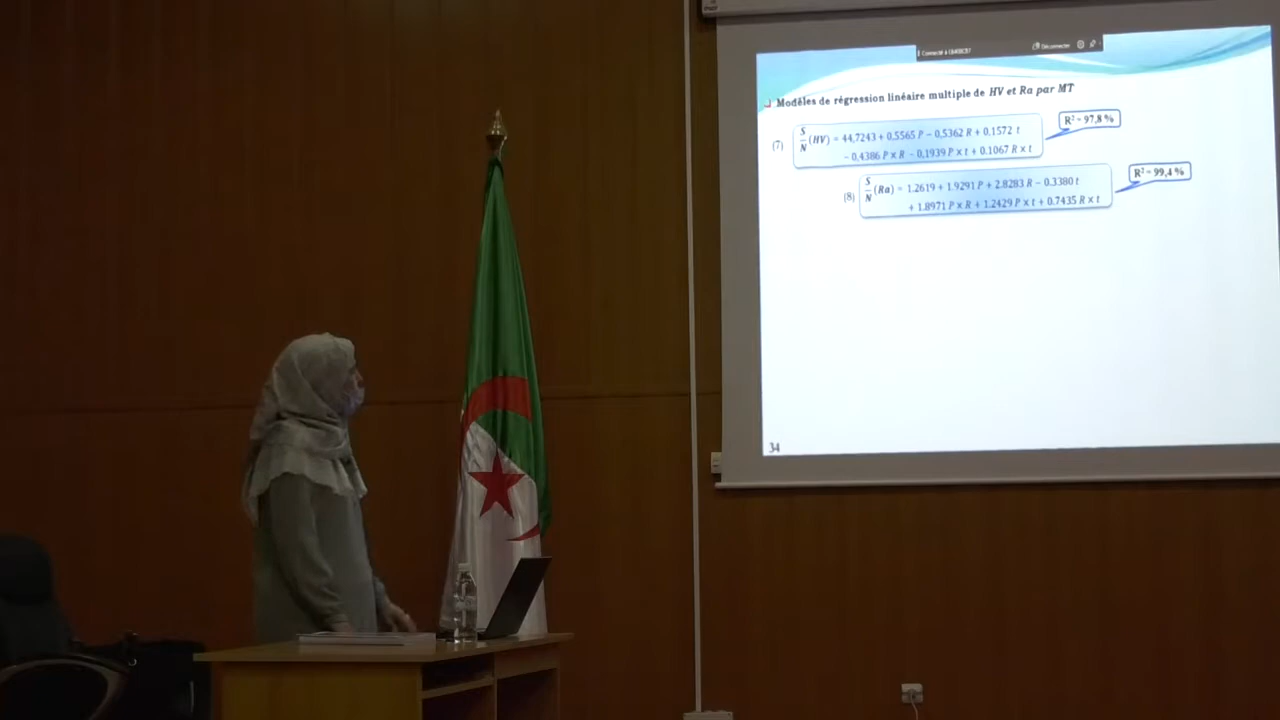 Déconnecter
Modèles de régression linéaire multiple de HV et Ra par MT
(7) S/N (HV) = 44,7243 + 0,5565 P − 0,5362 R + 0.1572 t
− 0,4386 P × R − 0,1939 P × t + 0.1067 R × t
R² = 97,8 %
(8) S/N (Ra) = 1.2619 + 1.9291 P + 2.8283 R − 0.3380 t
+ 1.8971 P × R + 1.2429 P × t + 0.7435 R × t
R² = 99,4 %
34